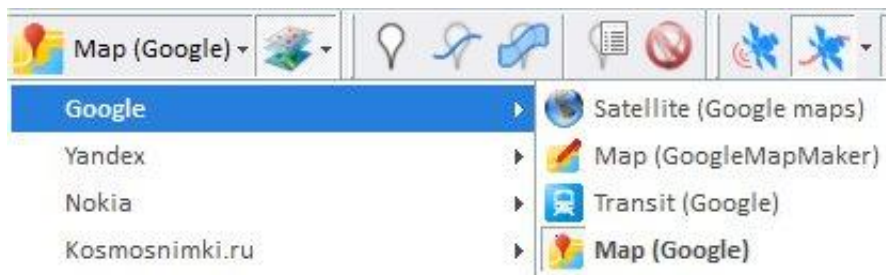 Map (Google)
Google
Satellite (Google maps)
Yandex
Map (GoogleMapMaker)
Nokia
Transit (Google)
Kosmosnimki.ru
Map (Google)